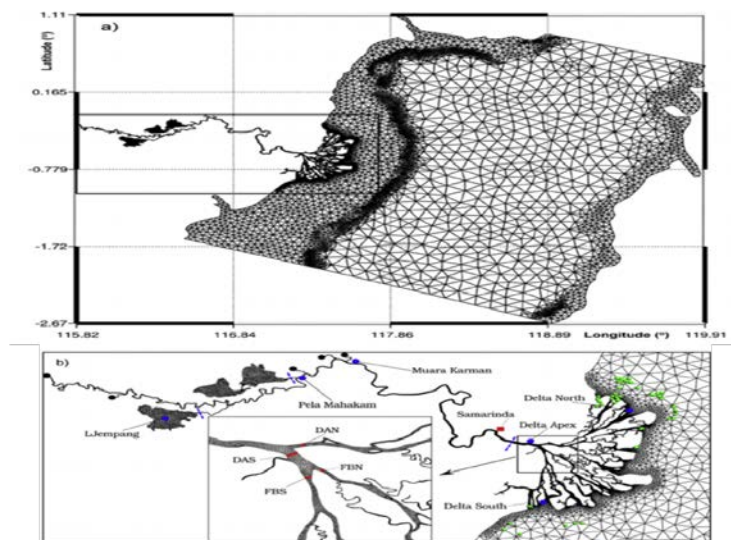 1.11
a)
Latitude (°)
0.165
-0.779
-1.72
-2.67
115.82 116.84 117.86 118.89 Longitude (°) 119.91
b)
Muara Karman
Pela Mahakam
Delta North
Samarinda
Delta Apex
LJempang
DAN
DAS
FBN
FBS
Delta South